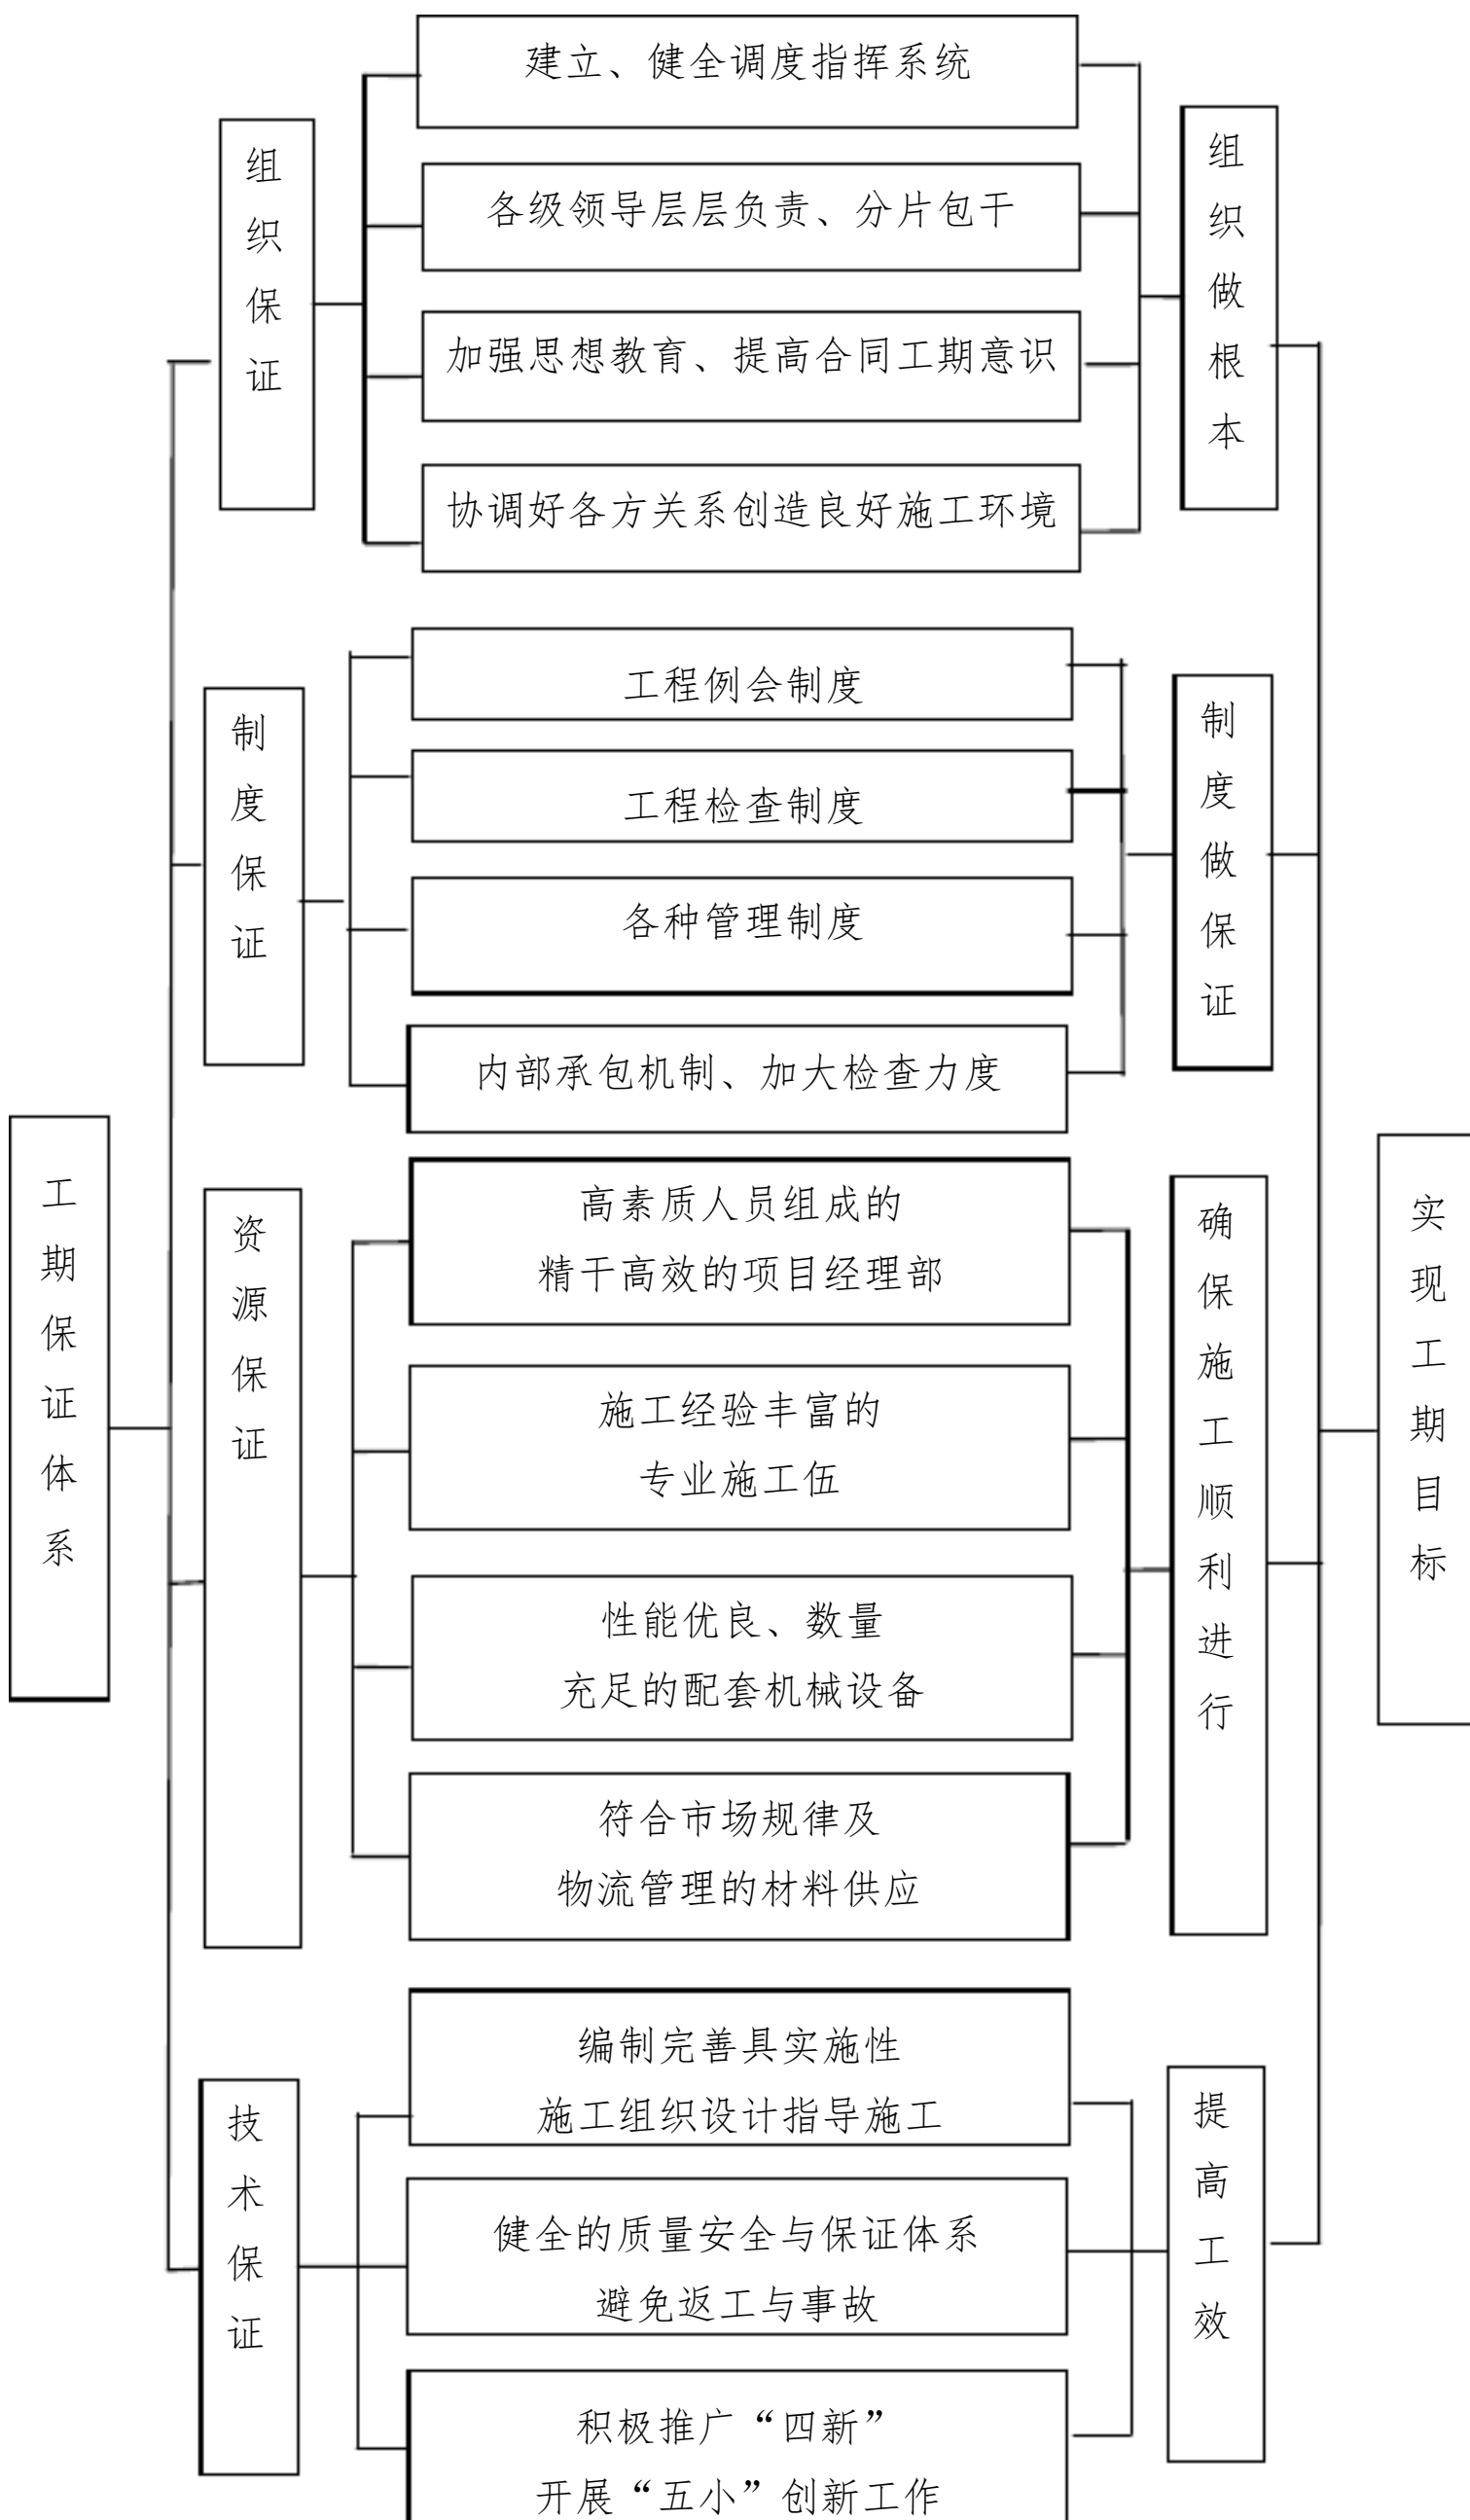 工期保证体系
组织保证
建立、健全调度指挥系统
各级领导层层负责、分片包干
加强思想教育、提高合同工期意识
协调好各方关系创造良好施工环境
组织做根本
制度保证
工程例会制度
工程检查制度
各种管理制度
内部承包机制、加大检查力度
制度做保证
资源保证
高素质人员组成的
精干高效的项目经理部
施工经验丰富的
专业施工伍
性能优良、数量
充足的配套机械设备
符合市场规律及
物流管理的材料供应
确保施工顺利进行
技术保证
编制完善具实施性
施工组织设计指导施工
健全的质量安全与保证体系
避免返工与事故
积极推广“四新”
开展“五小”创新工作
提高工效
实现工期目标